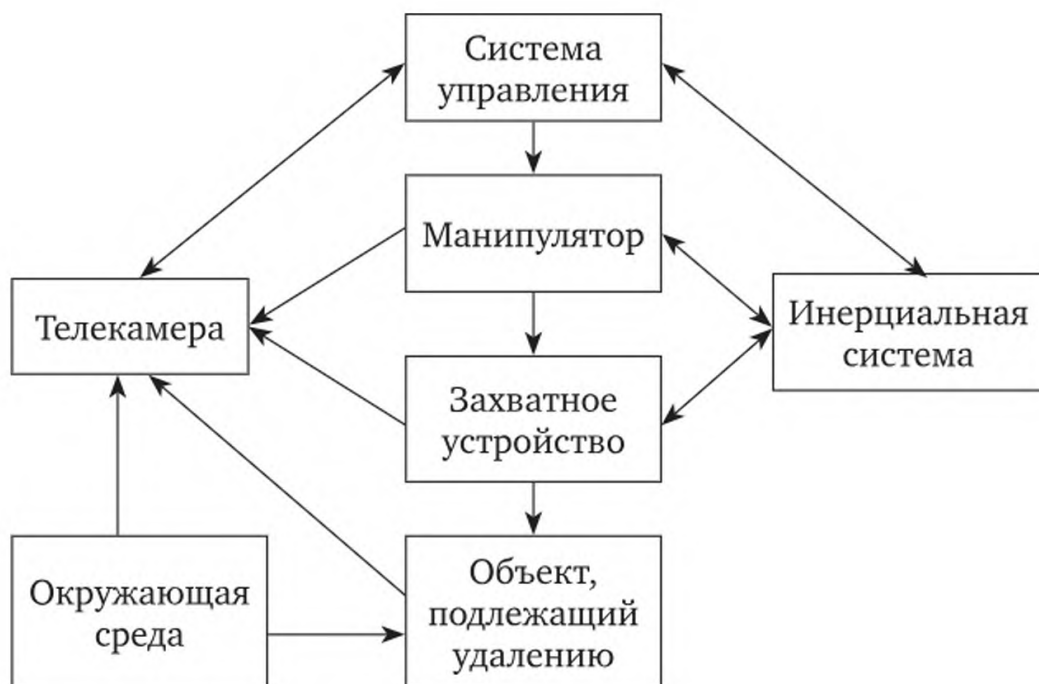 Система
управления
Манипулятор
Телекамера
Инерциальная
система
Захватное
устройство
Окружающая
среда
Объект,
подлежащий
удалению